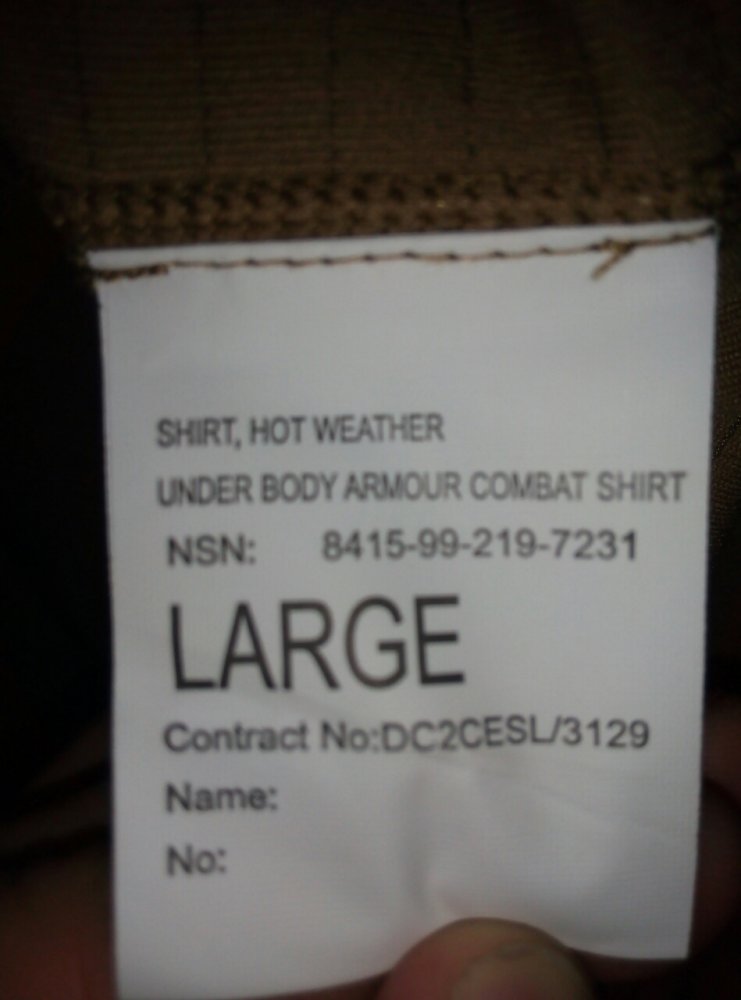 SHIRT, HOT WEATHER
UNDER BODY ARMOUR COMBAT SHIRT
NSN: 8415-99-219-7231
LARGE
Contract No:DC2CESL/3129
Name:
No: